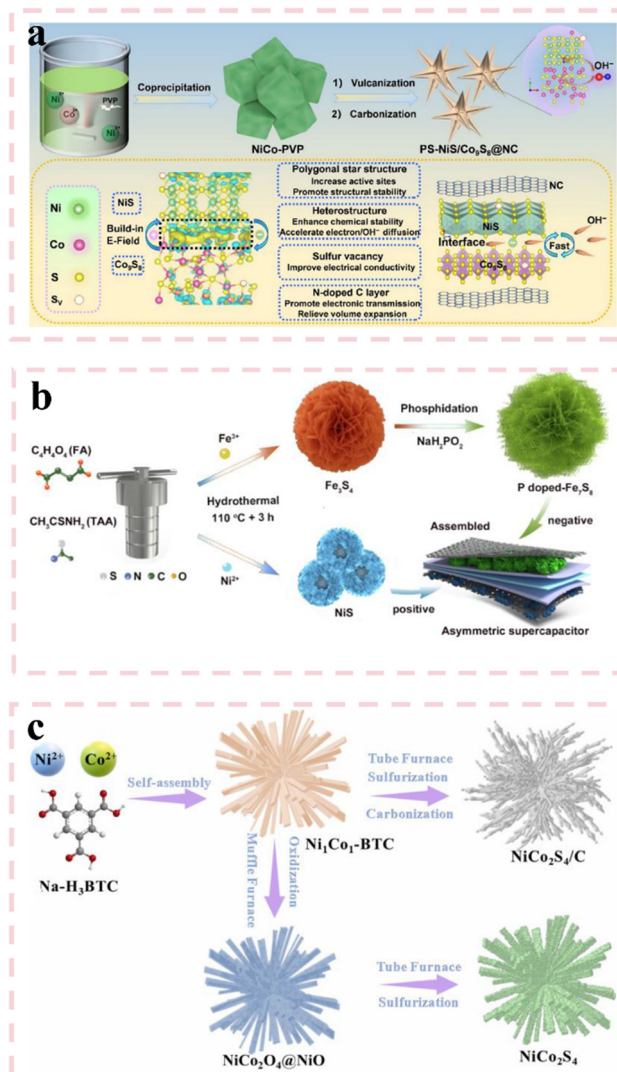 a
Ni²⁺
Co²⁺
PVP
Ni²⁺
Coprecipitation
NiCo-PVP
1) Vulcanization
2) Carbonization
PS-NiS/Co₉S₈@NC
OH⁻
Ni
Co
S
Sᵥ
NiS
Build-in
E-Field
Co₉S₈
Polygonal star structure
Increase active sites
Promote structural stability
Heterostructure
Enhance chemical stability
Accelerate electron/OH⁻ diffusion
Sulfur vacancy
Improve electrical conductivity
N-doped C layer
Promote electronic transmission
Relieve volume expansion
NC
NiS
OH⁻
Interface
Fast
Co₉S₈
b
C₄H₄O₄ (FA)
CH₃CSNH₂ (TAA)
S N C O
Fe³⁺
Hydrothermal
110 °C + 3 h
Ni²⁺
Fe₃S₄
Phosphidation
NaH₂PO₂
P doped-Fe₇S₈
negative
NiS
positive
Assembled
Asymmetric supercapacitor
c
Ni²⁺
Co²⁺
Na-H₃BTC
Self-assembly
Ni₁Co₁-BTC
Tube Furnace
Sulfurization
Carbonization
NiCo₂S₄/C
Muffle Furnace
Oxidization
NiCo₂O₄@NiO
Tube Furnace
Sulfurization
NiCo₂S₄